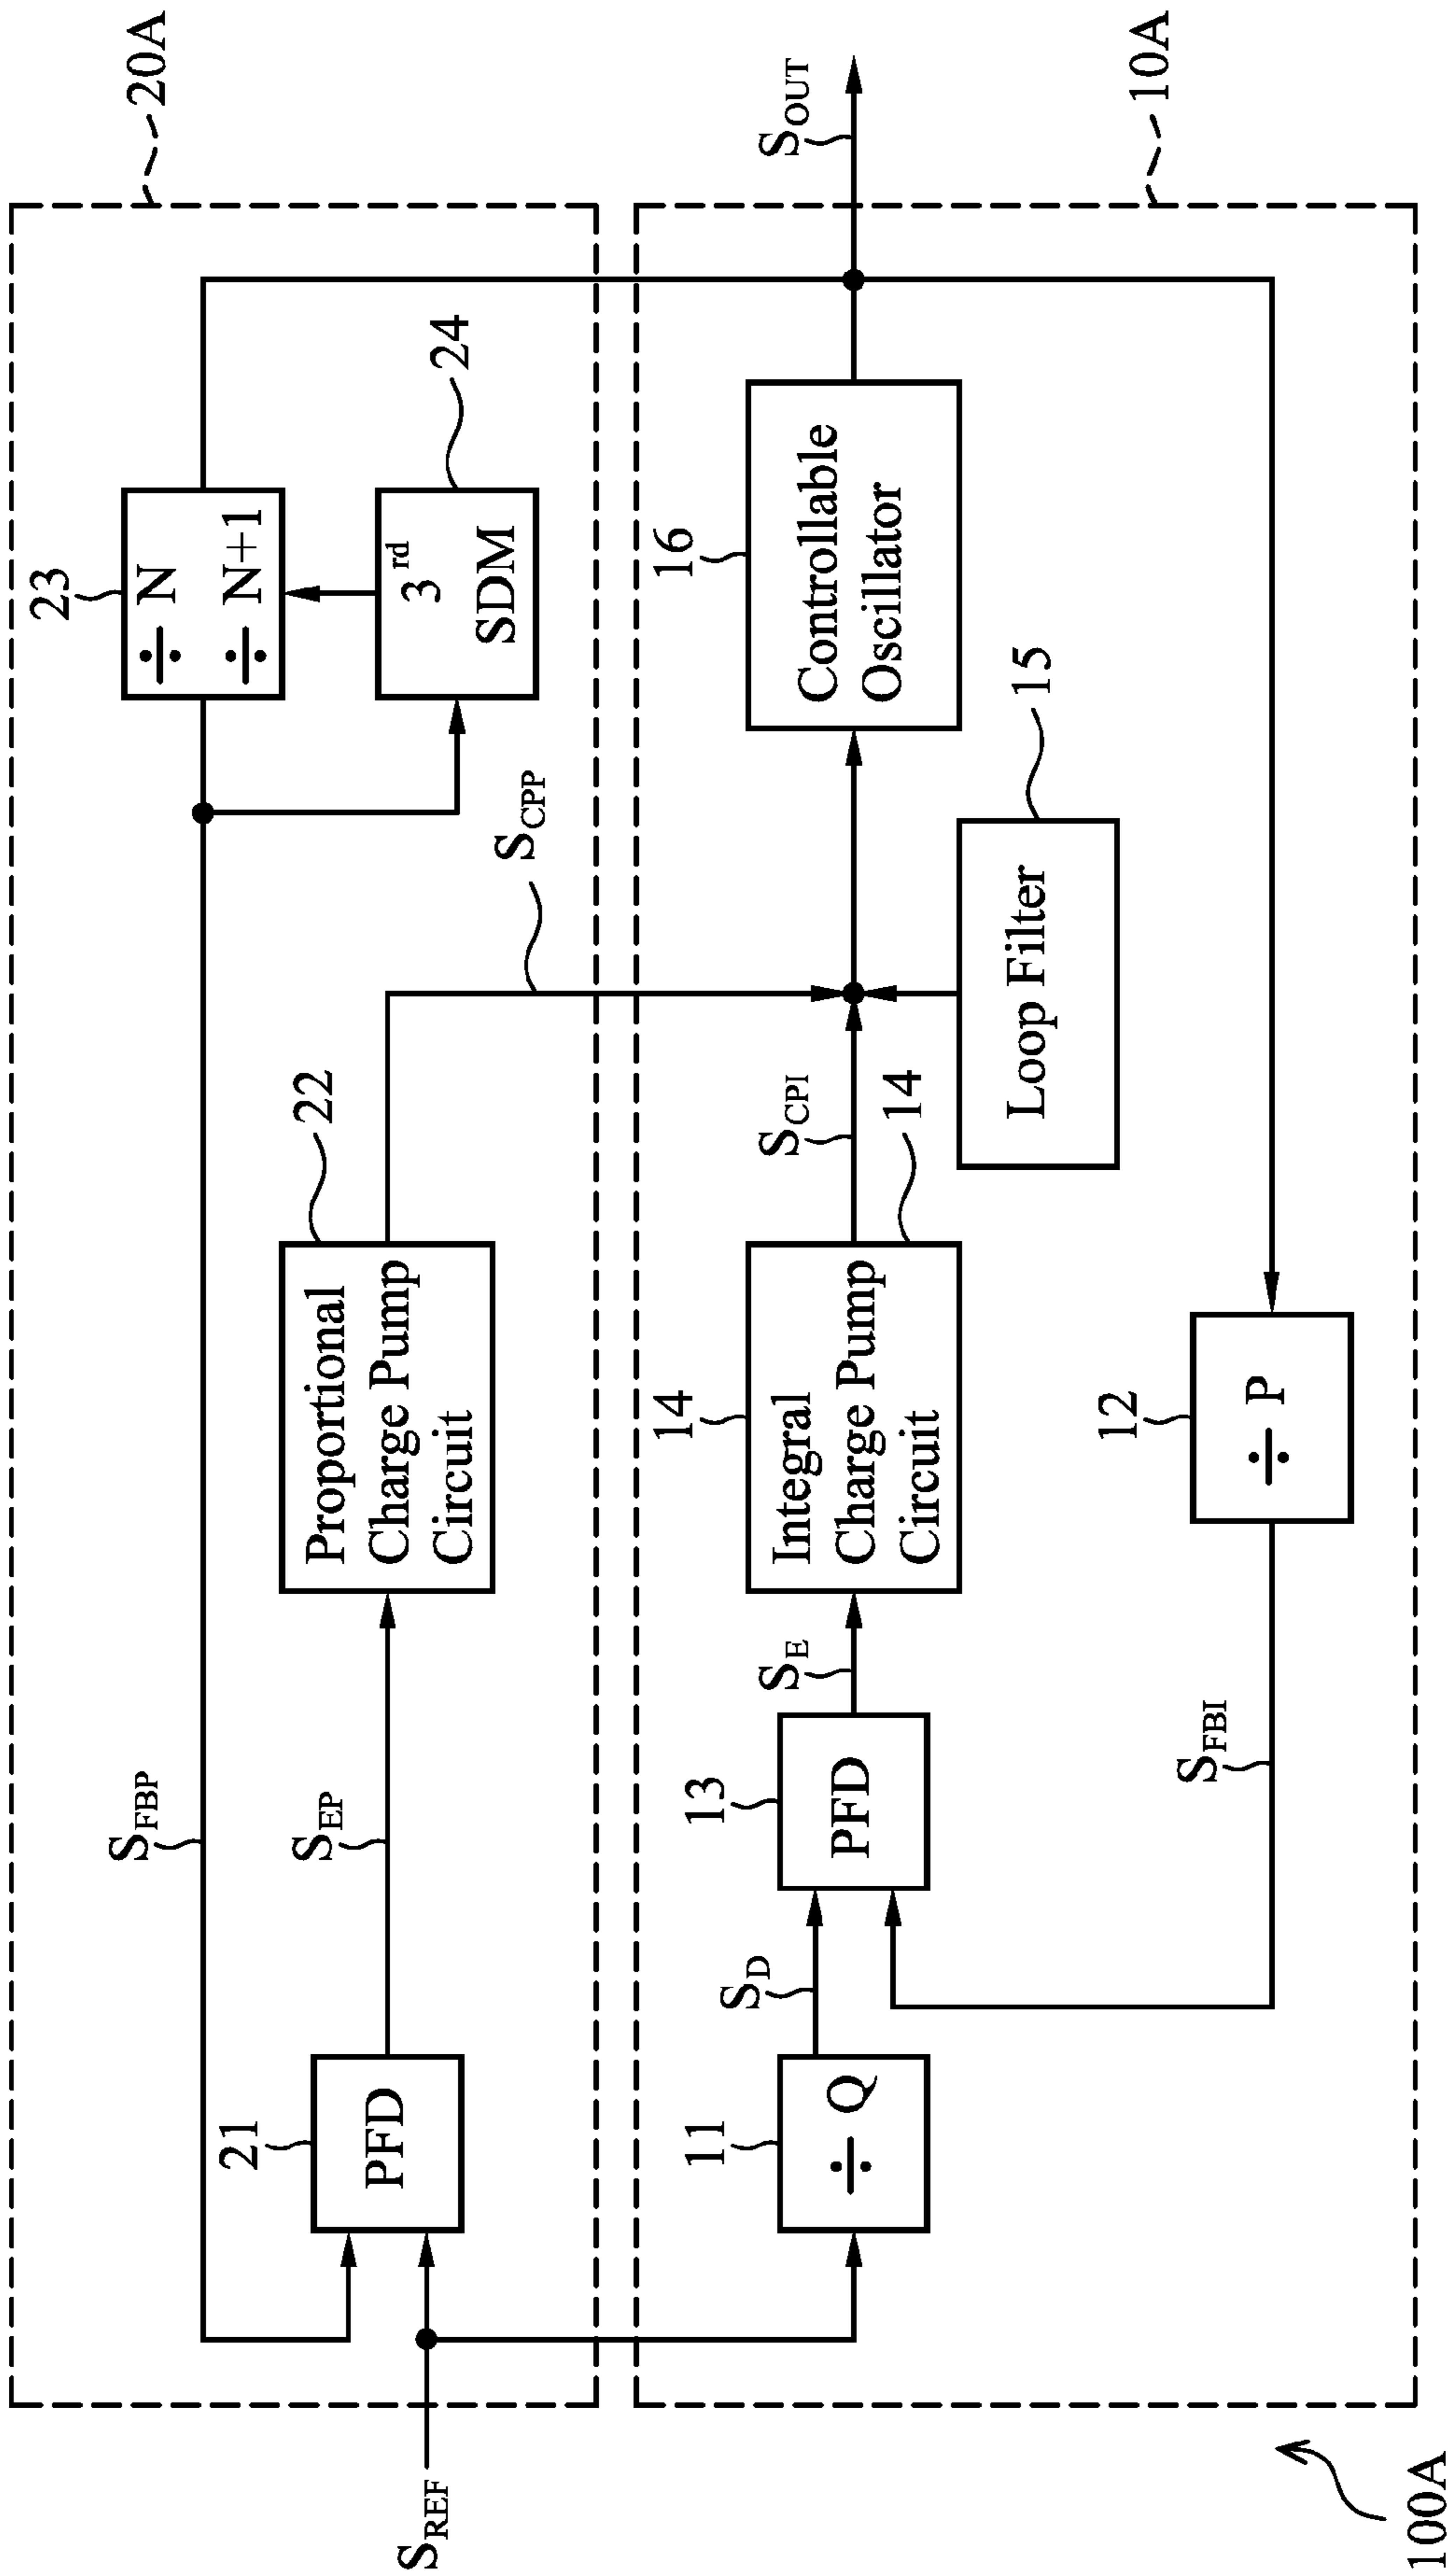 20A
23
÷ N
÷ N+1
24
3rd
SDM
SFBP
21
PFD
SEP
22
Proportional
Charge Pump
Circuit
SCPP
SREF
10A
11
÷ Q
SD
13
PFD
SE
14
Integral
Charge Pump
Circuit
SCPI
14
16
Controllable
Oscillator
SOUT
15
Loop Filter
12
÷ P
SFBI
100A